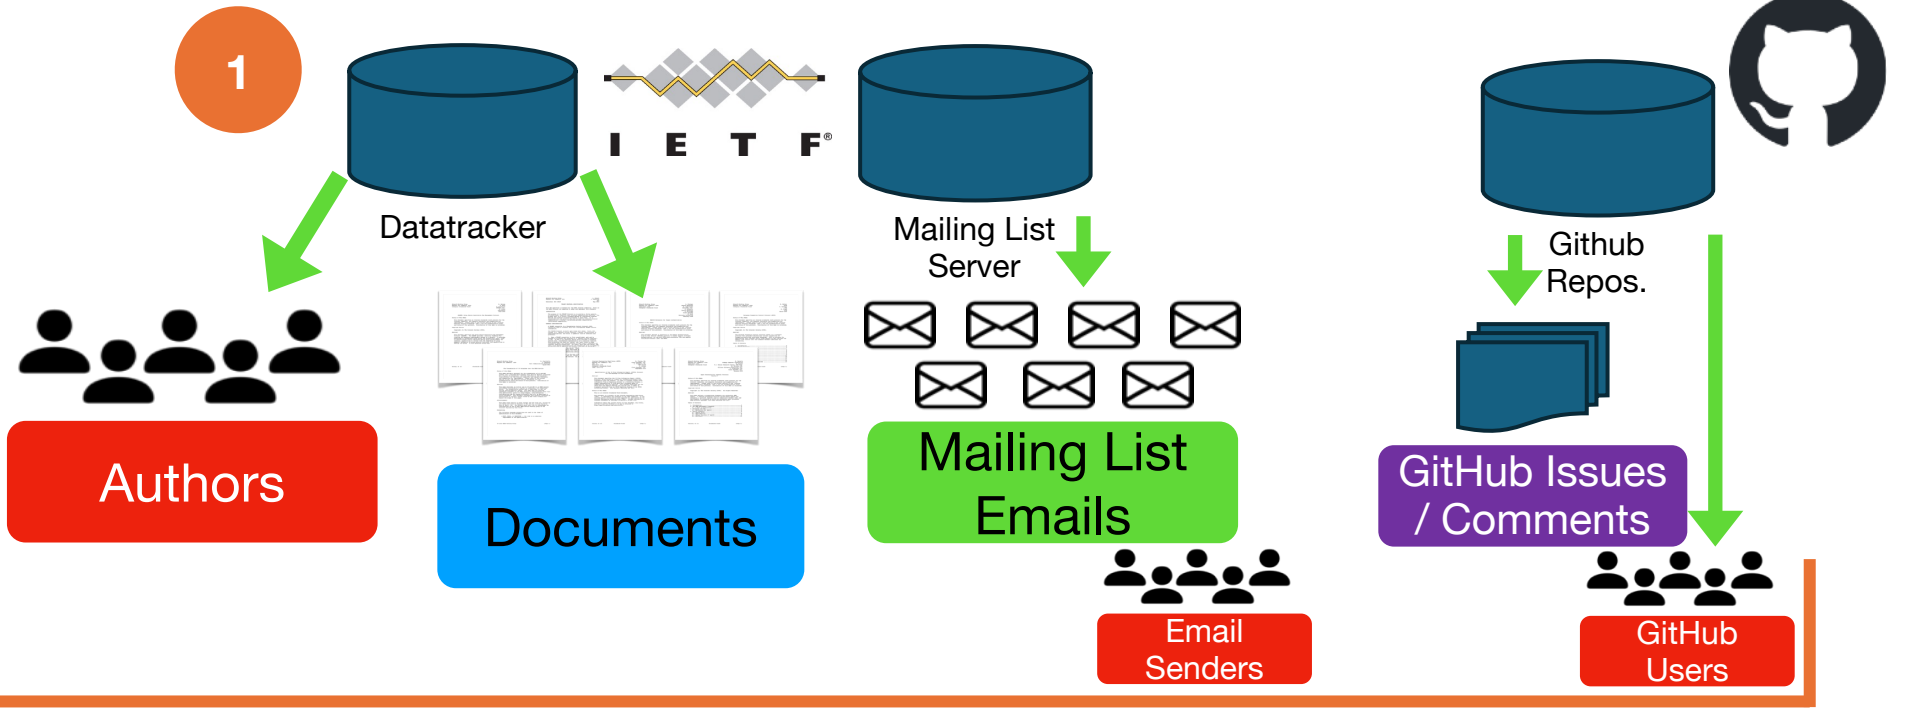 1
I E T F®
Datatracker
Mailing List
Server
Github
Repos.
Authors
Documents
Mailing List
Emails
GitHub Issues
/ Comments
Email
Senders
GitHub
Users